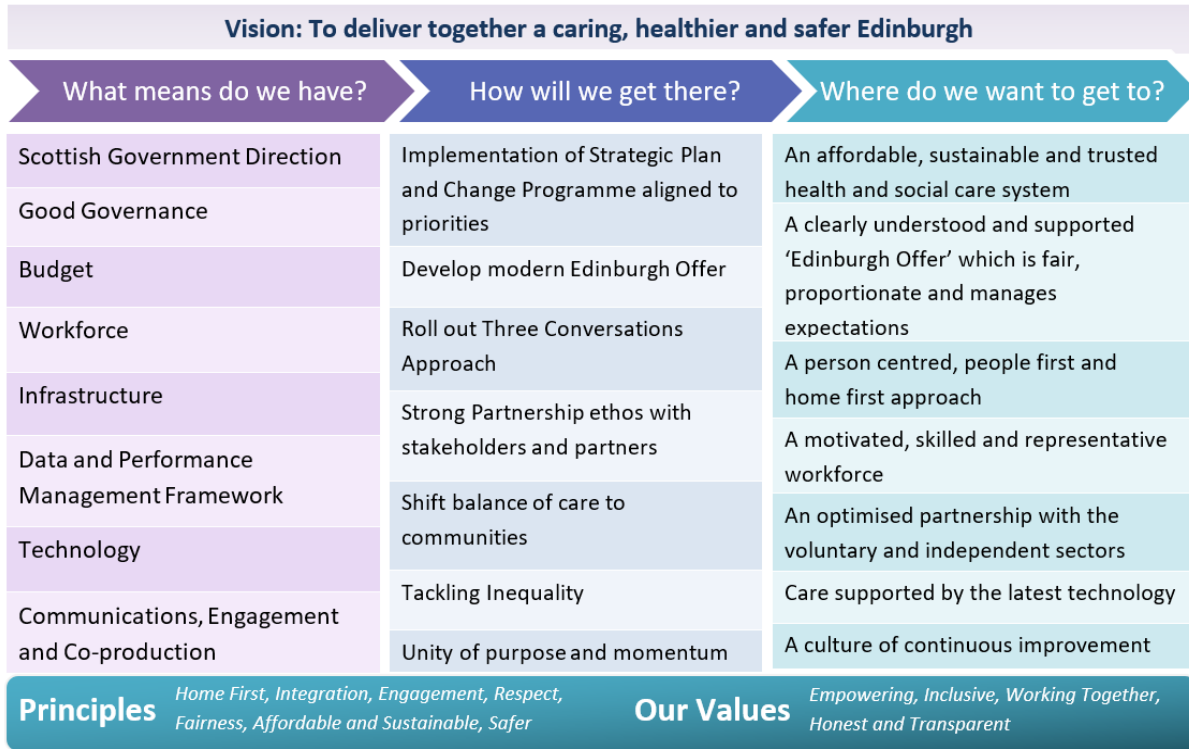 Vision: To deliver together a caring, healthier and safer Edinburgh
What means do we have?
Scottish Government Direction
Good Governance
Budget
Workforce
Infrastructure
Data and Performance
Management Framework
Technology
Communications, Engagement
and Co-production
How will we get there?
Implementation of Strategic Plan
and Change Programme aligned to
priorities
Develop modern Edinburgh Offer
Roll out Three Conversations
Approach
Strong Partnership ethos with
stakeholders and partners
Shift balance of care to
communities
Tackling Inequality
Unity of purpose and momentum
Where do we want to get to?
An affordable, sustainable and trusted
health and social care system
A clearly understood and supported
‘Edinburgh Offer’ which is fair,
proportionate and manages
expectations
A person centred, people first and
home first approach
A motivated, skilled and representative
workforce
An optimised partnership with the
voluntary and independent sectors
Care supported by the latest technology
A culture of continuous improvement
Principles
Home First, Integration, Engagement, Respect,
Fairness, Affordable and Sustainable, Safer
Our Values
Empowering, Inclusive, Working Together,
Honest and Transparent